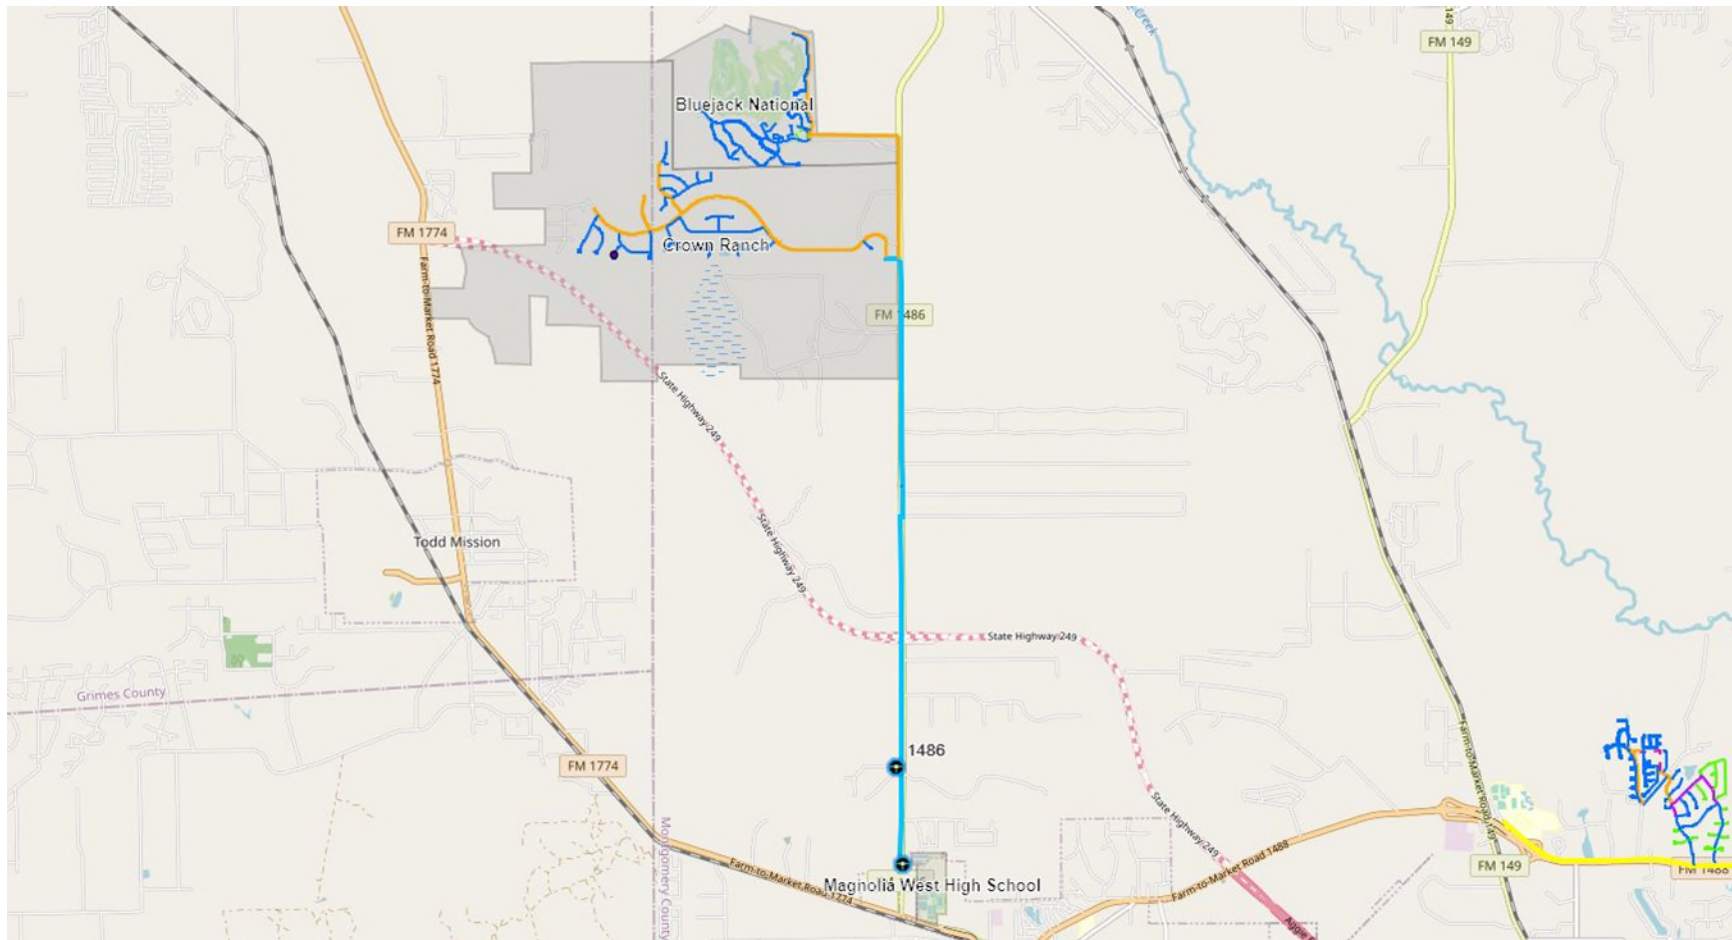 Creek
149
FM 149
Bluejack National
FM 1774
Crown Ranch
Farm-to-Market Road 1774
FM 1486
State Highway 249
State Highway 249
Todd Mission
State Highway 249
Grimes County
1486
FM 1774
Farm-to-Market Road 149
State Highway 249
Montgomery County
Farm-to-Market Road 1488
Farm-to-Market Road 1774
FM 149
FM 1488
Magnolia West High School
Aggie